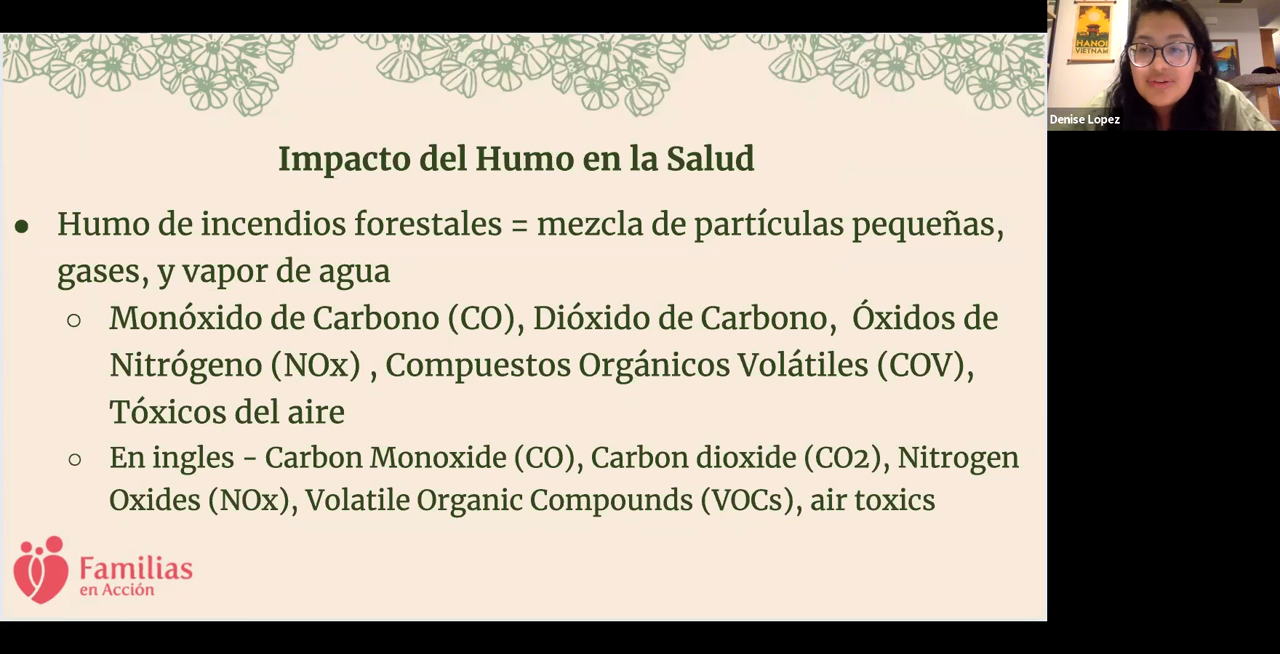 Impacto del Humo en la Salud
● Humo de incendios forestales = mezcla de partículas pequeñas,
gases, y vapor de agua
○ Monóxido de Carbono (CO), Dióxido de Carbono, Óxidos de
Nitrógeno (NOx) , Compuestos Orgánicos Volátiles (COV),
Tóxicos del aire
○ En ingles - Carbon Monoxide (CO), Carbon dioxide (CO2), Nitrogen
Oxides (NOx), Volatile Organic Compounds (VOCs), air toxics
Familias
en Acción
HANOI
VIETNAM
Denise Lopez